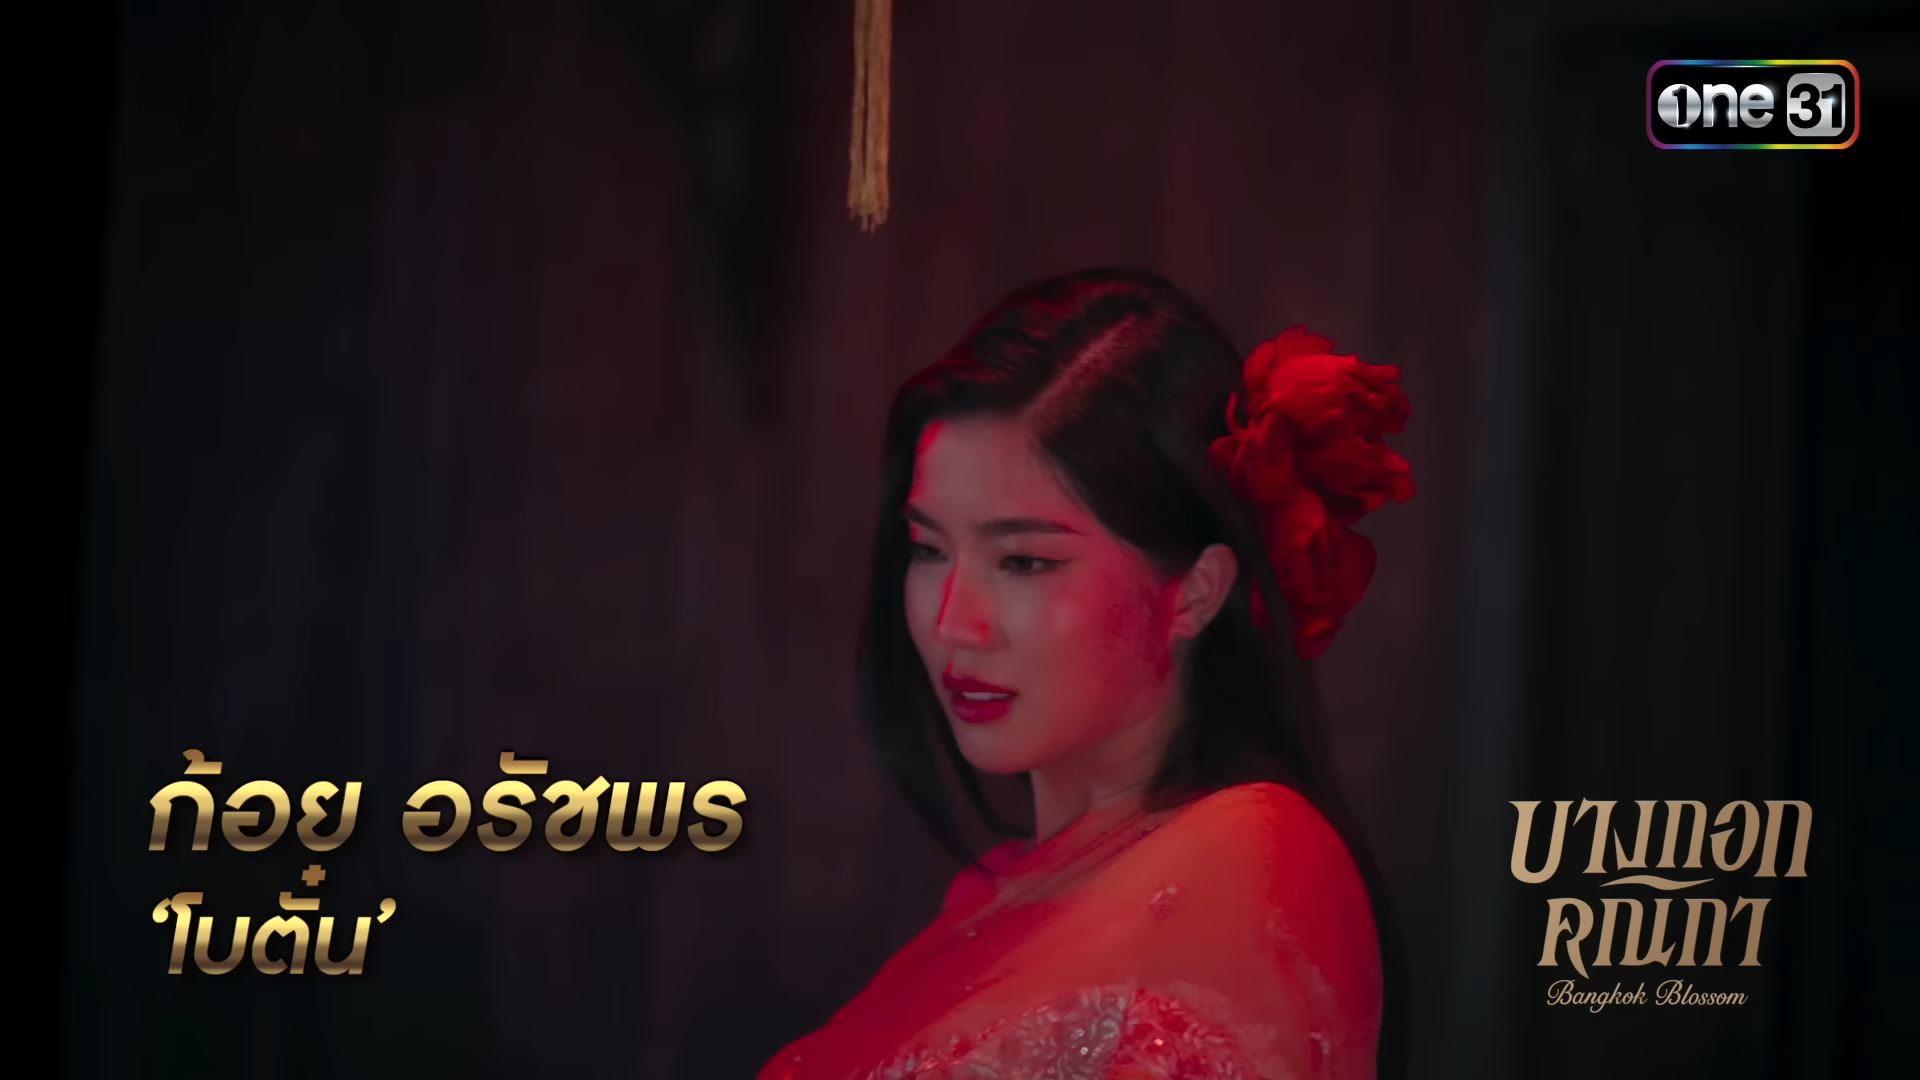 one 31
ก้อย อรัชพร
‘โบตั๋น’
บางกอก
คณิกา
Bangkok Blossom